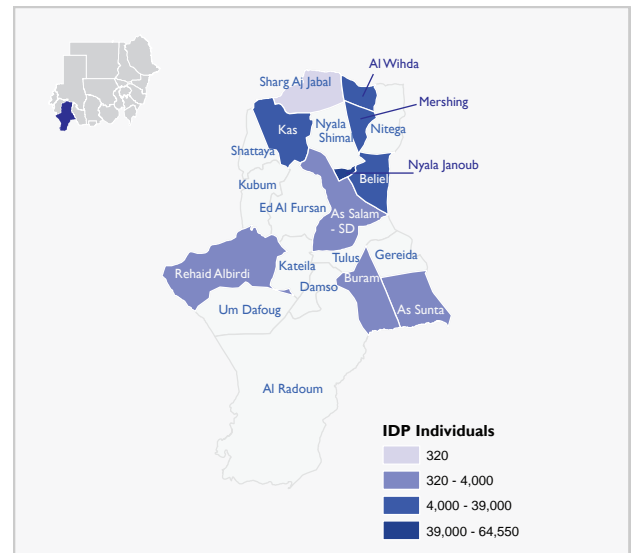 Al Wihda
Sharg Aj Jabal
Mershing
Kas
Nyala
Shimal
Nitega
Shattaya
Nyala Janoub
Kubum
Beliel
Ed Al Fursan
As Salam
- SD
Tulus
Gereida
Rehaid Albirdi
Kateila
Buram
Damso
Um Dafoug
As Sunta
Al Radoum
IDP Individuals
320
320 - 4,000
4,000 - 39,000
39,000 - 64,550